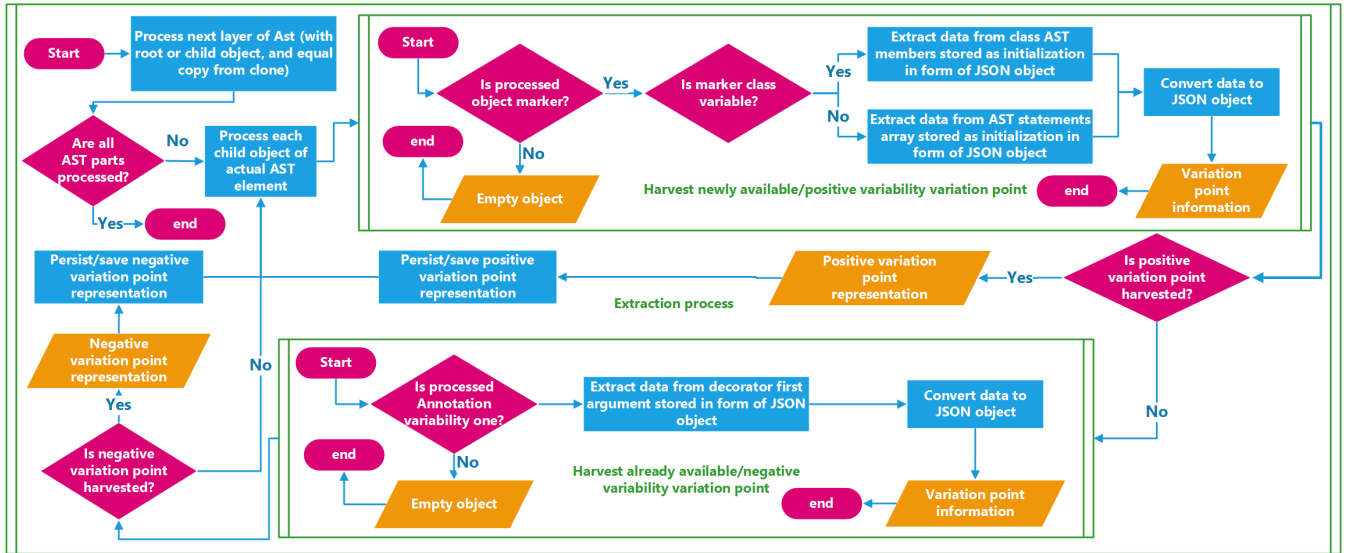 Start
Process next layer of Ast (with
root or child object, and equal
copy from clone)
Are all
AST parts
processed?
No
Process each
child object of
actual AST
element
Yes
end
Start
Is processed
object marker?
Yes
Is marker class
variable?
Yes
No
Extract data from class AST
members stored as initialization
in form of JSON object
Extract data from AST statements
array stored as initialization in
form of JSON object
Convert data to
JSON object
end
No
Empty object
Harvest newly available/positive variability variation point
end
Variation
point
information
Persist/save negative
variation point
representation
Persist/save positive
variation point
representation
Extraction process
Positive variation
point
representation
Yes
Is positive
variation point
harvested?
Negative
variation point
representation
No
Yes
Is negative
variation point
harvested?
Start
Is processed
Annotation
variability one?
Extract data from decorator first
argument stored in form of JSON
object
Convert data to
JSON object
No
end
No
Empty object
Harvest already available/negative
variability variation point
end
Variation point
information